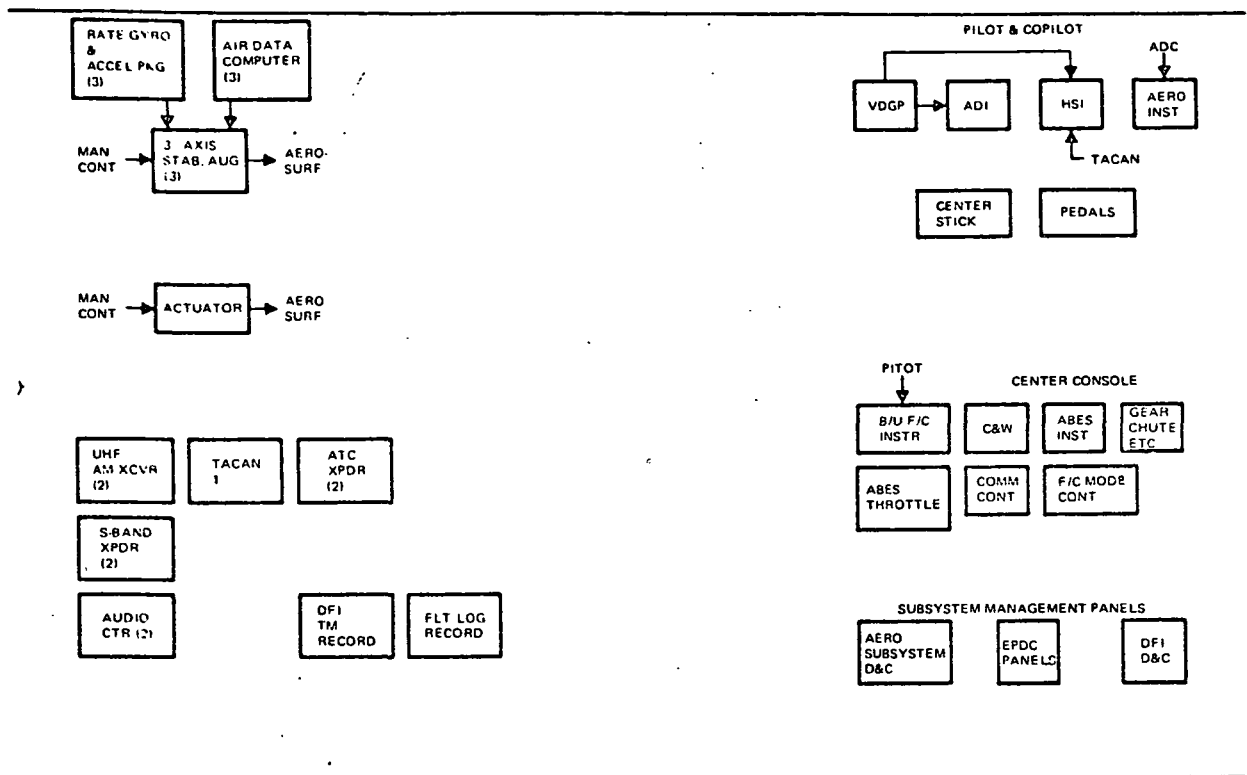 RATE GYRO
&
ACCEL PKG
(3)
AIR DATA
COMPUTER
(3)
MAN
CONT
3 AXIS
STAB. AUG
(3)
AERO-
SURF
MAN
CONT
ACTUATOR
AERO
SURF
UHF
AM XCVR
(2)
TACAN
1
ATC
XPDR
(2)
S-BAND
XPDR
(2)
AUDIO
CTR (2)
DFI
TM
RECORD
FLT LOG
RECORD
PILOT & COPILOT
VDGP
ADI
HSI
ADC
AERO
INST
TACAN
CENTER
STICK
PEDALS
PITOT
CENTER CONSOLE
B/U F/C
INSTR
C&W
ABES
INST
GEAR
CHUTE
ETC
ABES
THROTTLE
COMM
CONT
F/C MODE
CONT
SUBSYSTEM MANAGEMENT PANELS
AERO
SUBSYSTEM
D&C
EPDC
PANELS
DFI
D&C